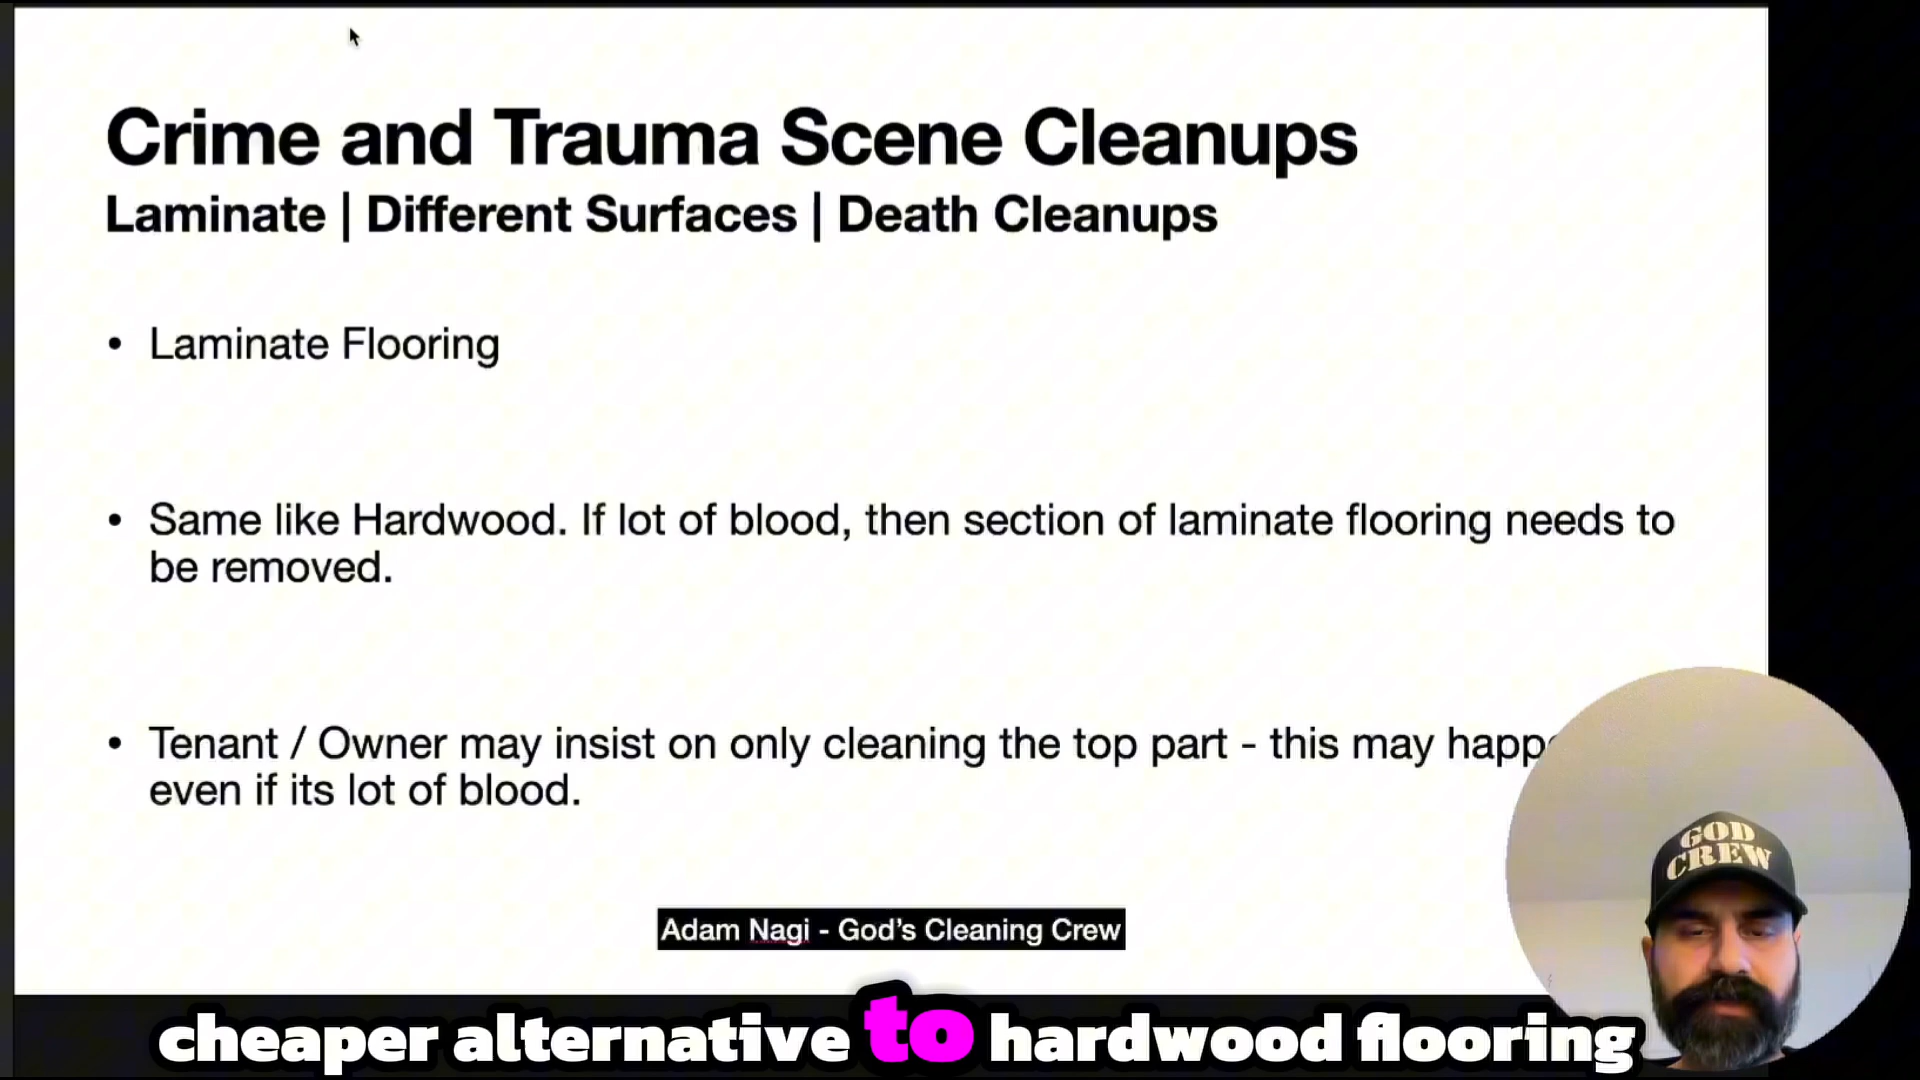 Crime and Trauma Scene Cleanups
Laminate | Different Surfaces | Death Cleanups
• Laminate Flooring
• Same like Hardwood. If lot of blood, then section of laminate flooring needs to
be removed.
• Tenant / Owner may insist on only cleaning the top part - this may
even if its lot of blood.
GOD
CREW
Adam Nagi - God's Cleaning Crew
cheaper alternative to hardwood flooring